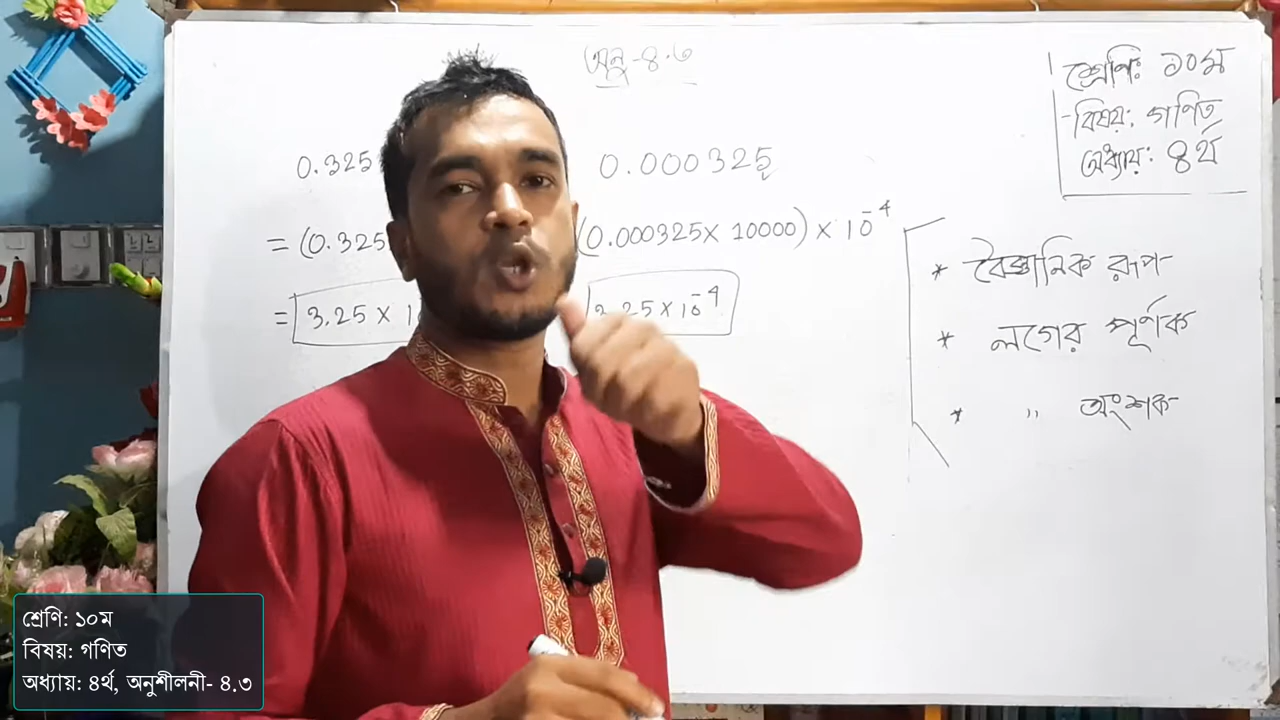 অনু-৪.৩
শ্রেণি: ১০ম
বিষয়: গণিত
অধ্যায়: ৪র্থ
0.325
0.000325
= (0.325
(0.000325x 10000) x 10⁻⁴
= 3.25 x 1
3.25 x 10⁻⁴
* বৈজ্ঞানিক রূপ
* লগের পূর্ণক
* " অংশক
শ্রেণি: ১০ম
বিষয়: গণিত
অধ্যায়: ৪র্থ, অনুশীলনী- ৪.৩